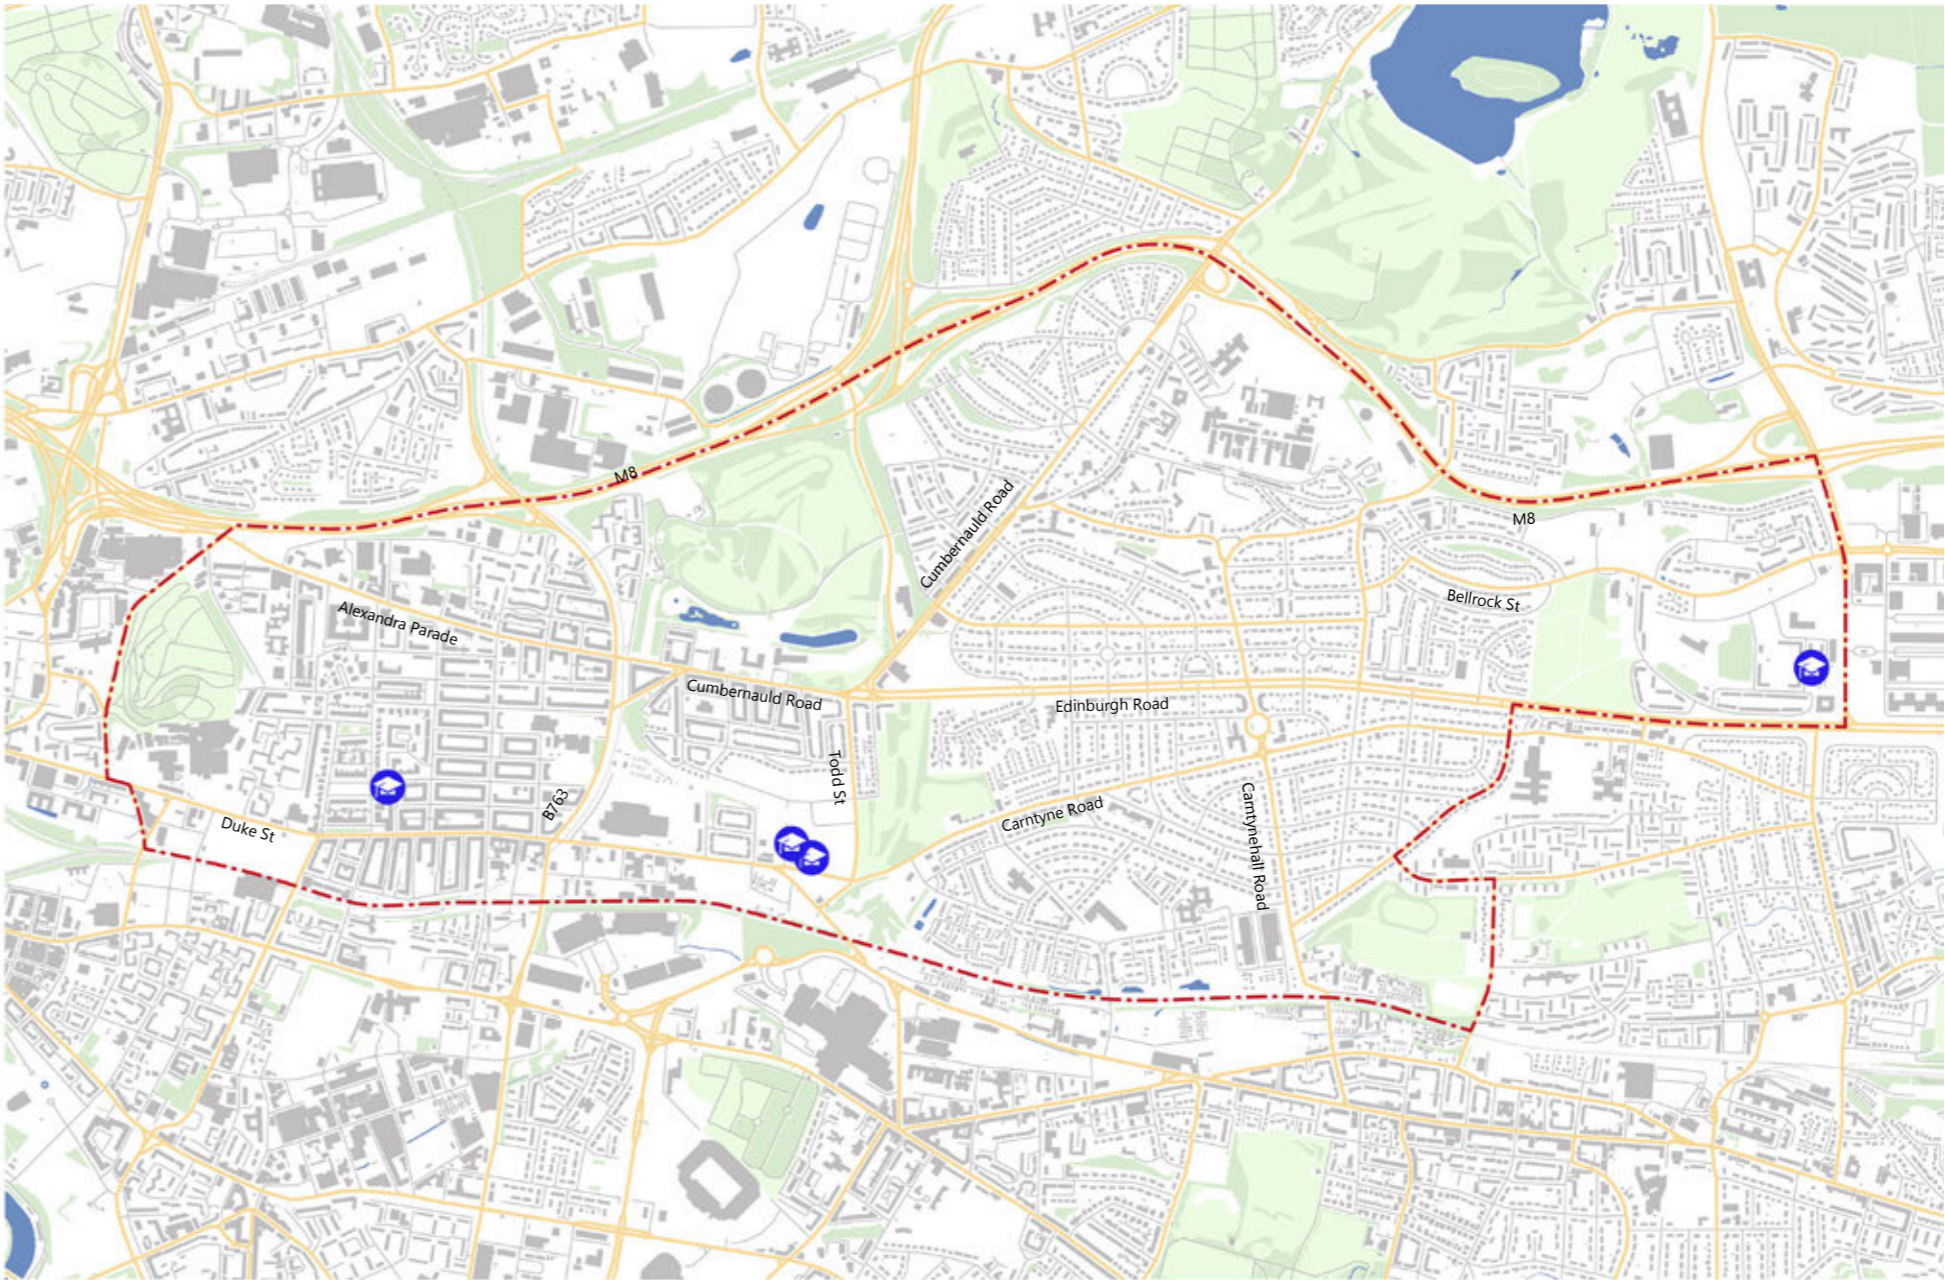 M8
Cumbernauld Road
M8
Bellrock St
Alexandra Parade
Cumbernauld Road
Edinburgh Road
Todd St
B763
Carntyne Road
Carntynehall Road
Duke St